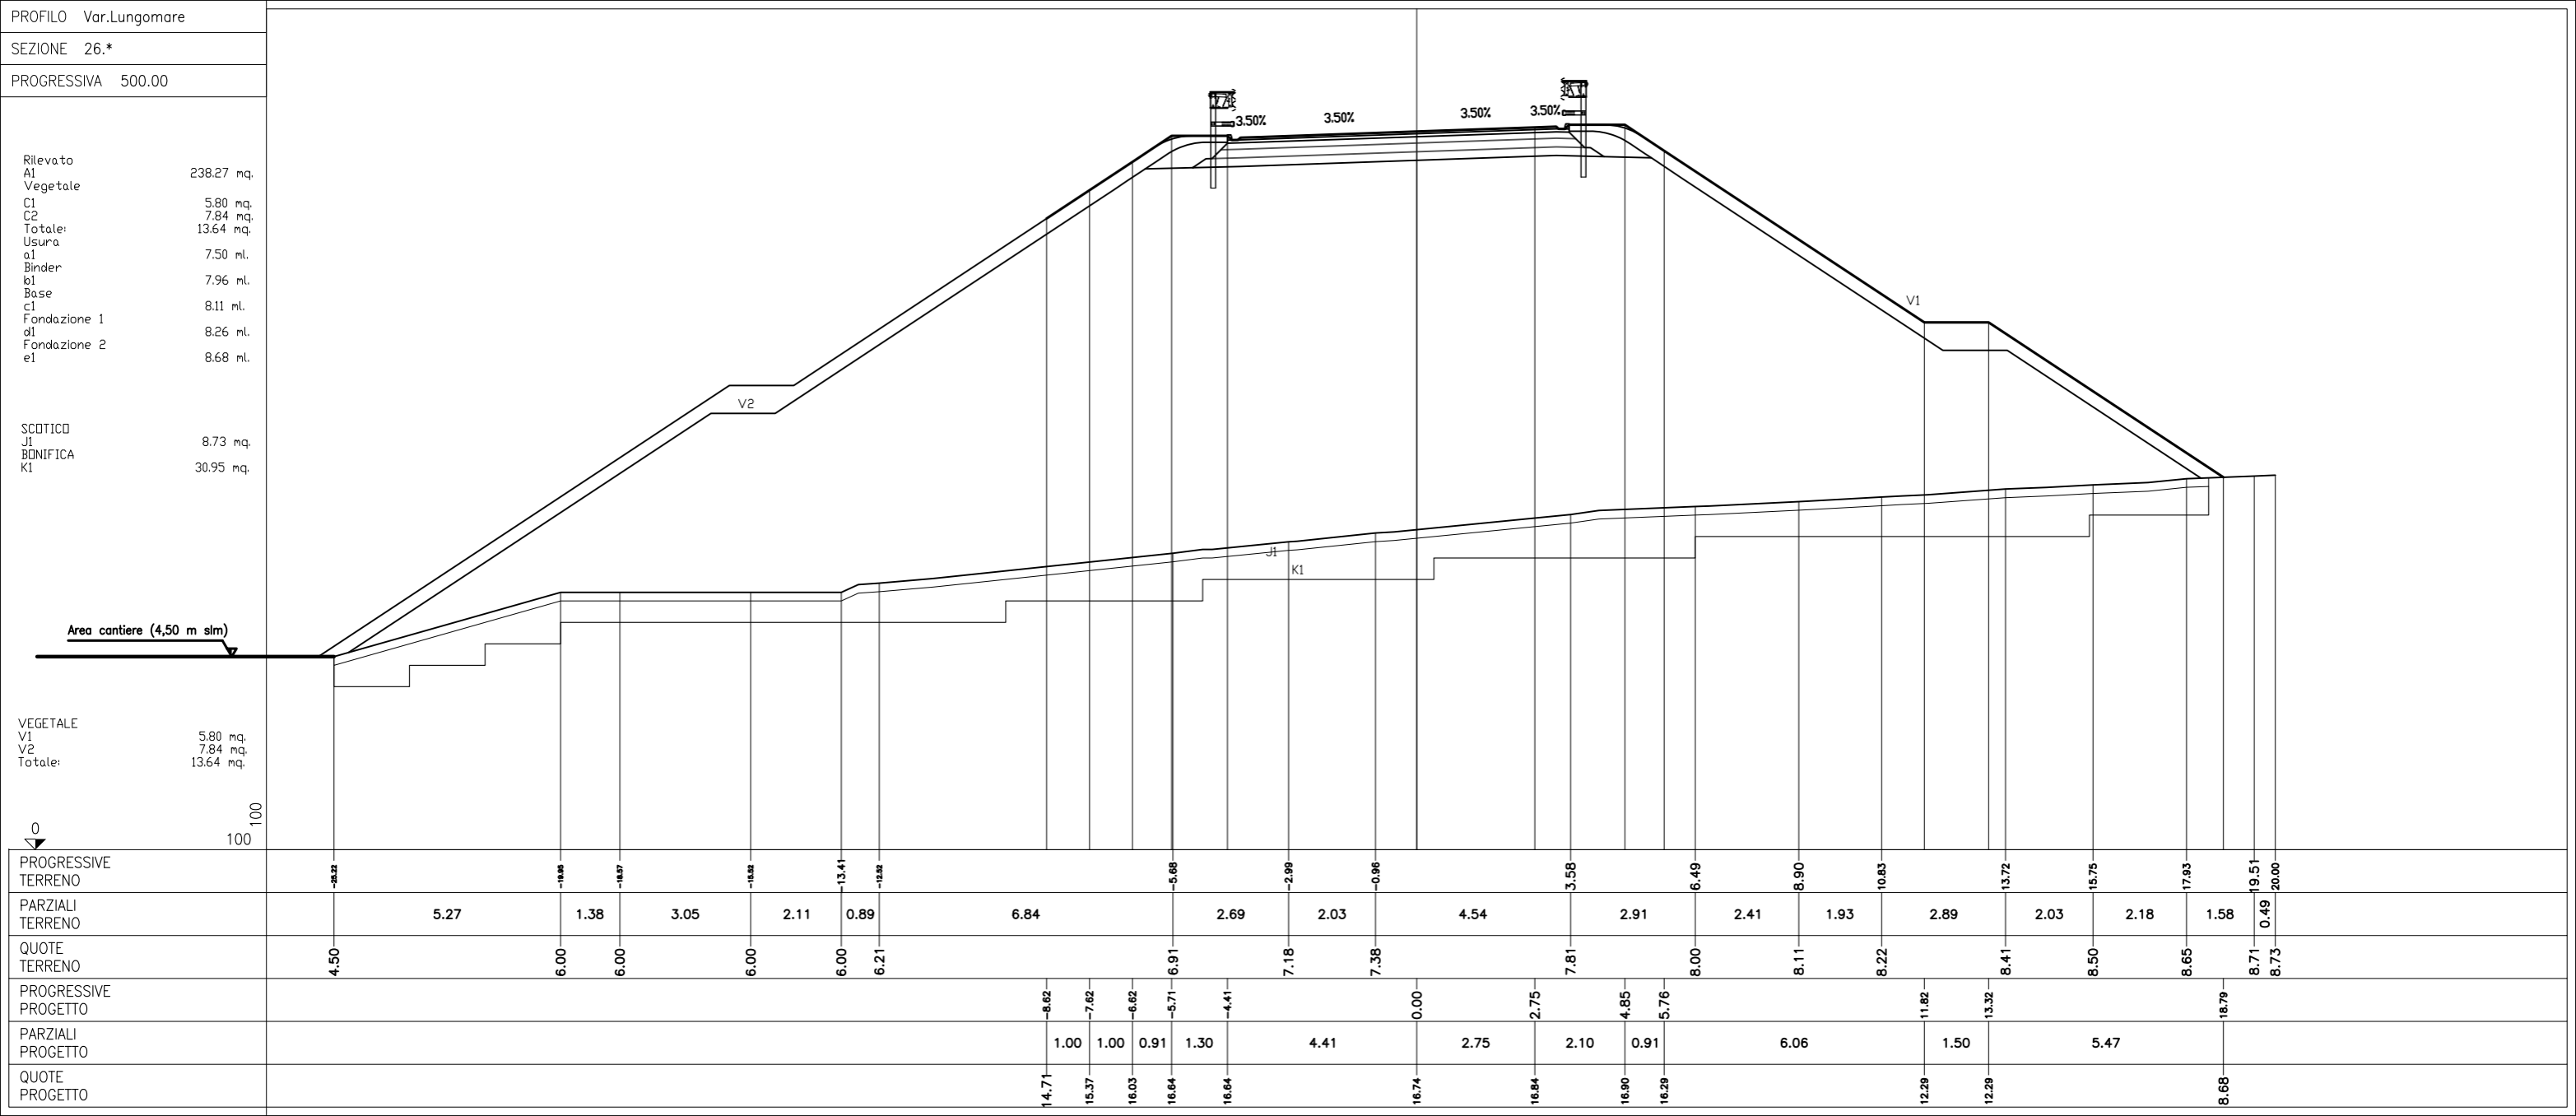 PROFILO Var.Lungomare
SEZIONE 26.*
PROGRESSIVA 500.00
3.50% 3.50% 3.50% 3.50%
Rilevato
A1 238.27 mq.
Vegetale
C1 5.80 mq.
C2 7.84 mq.
Totale: 13.64 mq.
Usura
a1 7.50 ml.
Binder
b1 7.96 ml.
Base
c1 8.11 ml.
Fondazione 1
d1 8.26 ml.
Fondazione 2
e1 8.68 ml.
V1
V2
SCOTICO
J1 8.73 mq.
BONIFICA
K1 30.95 mq.
J1
K1
Area cantiere (4,50 m slm)
VEGETALE
V1 5.80 mq.
V2 7.84 mq.
Totale: 13.64 mq.
0
100
100
PROGRESSIVE
TERRENO
-25.22 -19.95 -18.57 -15.52 -13.41 -12.52 -5.68 -2.99 -0.96 3.58 6.49 8.90 10.83 13.72 15.75 17.93 19.51 20.00
PARZIALI
TERRENO
5.27 1.38 3.05 2.11 0.89 6.84 2.69 2.03 4.54 2.91 2.41 1.93 2.89 2.03 2.18 1.58 0.49
QUOTE
TERRENO
4.50 6.00 6.00 6.00 6.00 6.21 6.91 7.18 7.38 7.81 8.00 8.11 8.22 8.41 8.50 8.65 8.71 8.73
PROGRESSIVE
PROGETTO
-8.62 -7.62 -6.62 -5.71 -4.41 0.00 2.75 4.85 5.76 11.82 13.32 18.79
PARZIALI
PROGETTO
1.00 1.00 0.91 1.30 4.41 2.75 2.10 0.91 6.06 1.50 5.47
QUOTE
PROGETTO
14.71 15.37 16.03 16.64 16.64 16.74 16.84 16.90 16.29 12.29 12.29 8.68